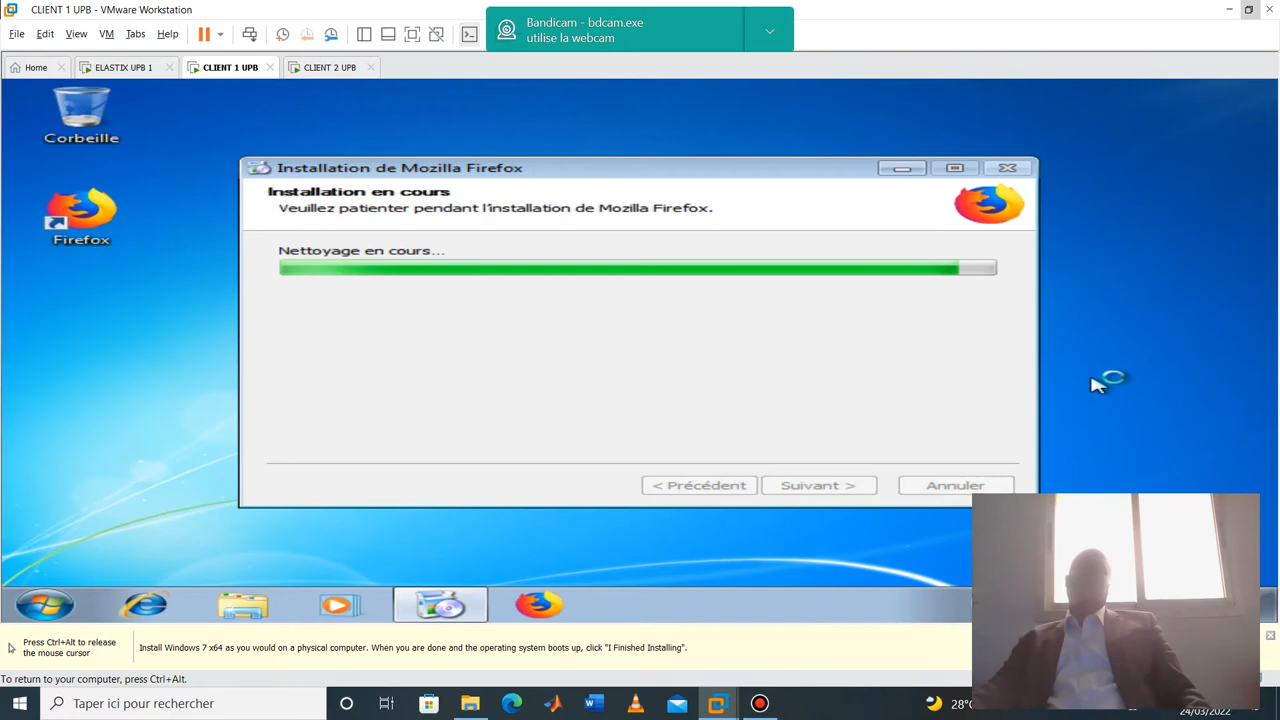 CLIENT 1 UPB - VMware Workstation
Bandicam - bdcam.exe
utilise la webcam
File Edit View VM Tabs Help
Home ELASTIX UPB 1 CLIENT 1 UPB CLIENT 2 UPB
Corbeille
Firefox
Installation de Mozilla Firefox
Installation en cours
Veuillez patienter pendant l'installation de Mozilla Firefox.
Nettoyage en cours...
< Précédent Suivant > Annuler
Press Ctrl+Alt to release
the mouse cursor
Install Windows 7 x64 as you would on a physical computer. When you are done and the operating system boots up, click "I Finished Installing".
To return to your computer, press Ctrl+Alt.
Taper ici pour rechercher
28°
24/03/2022